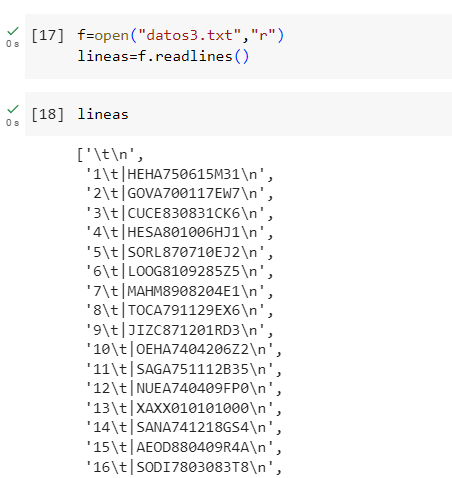 [17] f=open("datos3.txt","r")
0 s
lineas=f.readlines()
[18] lineas
0 s
['\t\n',
'1\t|HEHA750615M31\n',
'2\t|GOVA700117EW7\n',
'3\t|CUCE830831CK6\n',
'4\t|HESA801006HJ1\n',
'5\t|SORL870710EJ2\n',
'6\t|LOOG8109285Z5\n',
'7\t|MAHM8908204E1\n',
'8\t|TOCA791129EX6\n',
'9\t|JIZC871201RD3\n',
'10\t|OEHA7404206Z2\n',
'11\t|SAGA751112B35\n',
'12\t|NUEA740409FP0\n',
'13\t|XAXX010101000\n',
'14\t|SANA741218GS4\n',
'15\t|AEOD880409R4A\n',
'16\t|SODI7803083T8\n',